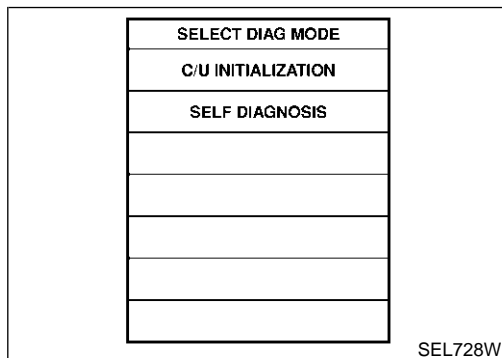 SELECT DIAG MODE
C/U INITIALIZATION
SELF DIAGNOSIS
SEL728W